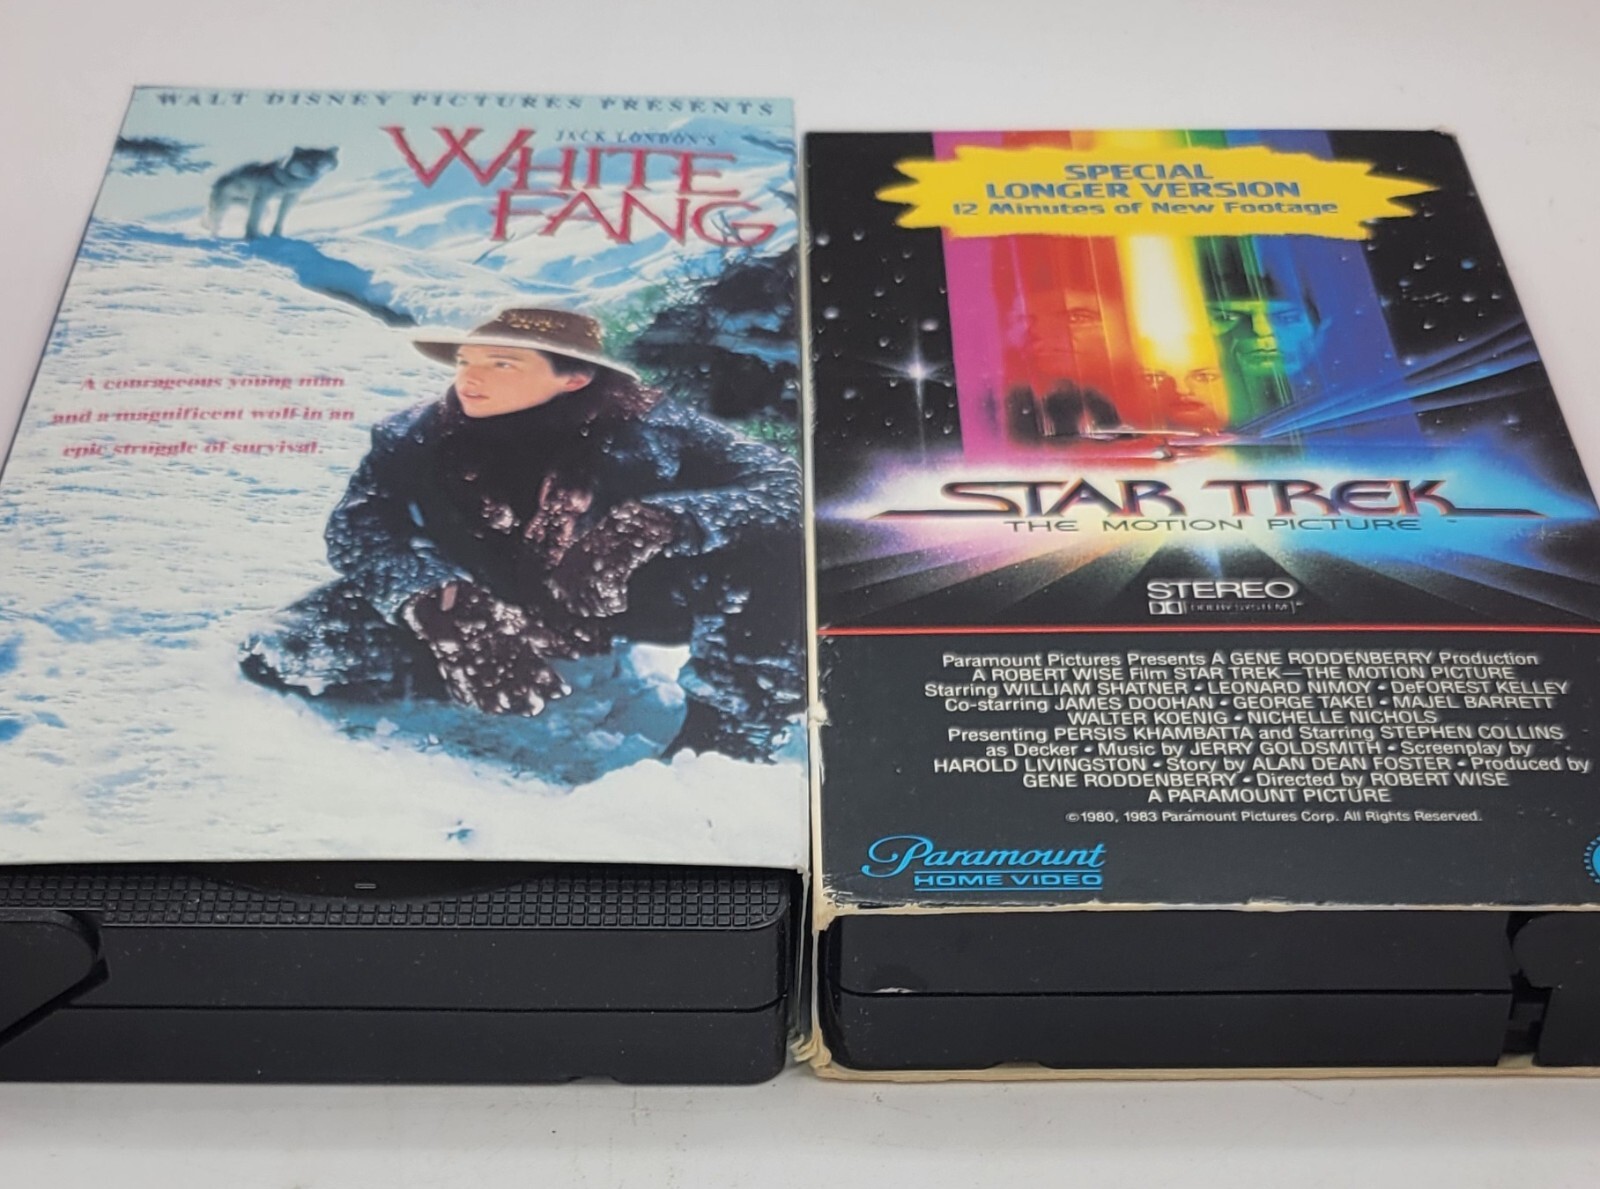 WALT DISNEY PICTURES PRESENTS
JACK LONDON'S
WHITE
FANG
A courageous young man
and a magnificent wolf in an
epic struggle of survival.
SPECIAL
LONGER VERSION
12 Minutes of New Footage
STAR TREK
THE MOTION PICTURE
STEREO
DOLBY SYSTEM
Paramount Pictures Presents A GENE RODDENBERRY Production
A ROBERT WISE Film STAR TREK—THE MOTION PICTURE
Starring WILLIAM SHATNER • LEONARD NIMOY • DeFOREST KELLEY
Co-starring JAMES DOOHAN • GEORGE TAKEI • MAJEL BARRETT
WALTER KOENIG • NICHELLE NICHOLS
Presenting PERSIS KHAMBATTA and Starring STEPHEN COLLINS
as Decker • Music by JERRY GOLDSMITH • Screenplay by
HAROLD LIVINGSTON • Story by ALAN DEAN FOSTER • Produced by
GENE RODDENBERRY • Directed by ROBERT WISE
A PARAMOUNT PICTURE
©1980, 1983 Paramount Pictures Corp. All Rights Reserved.
Paramount
HOME VIDEO